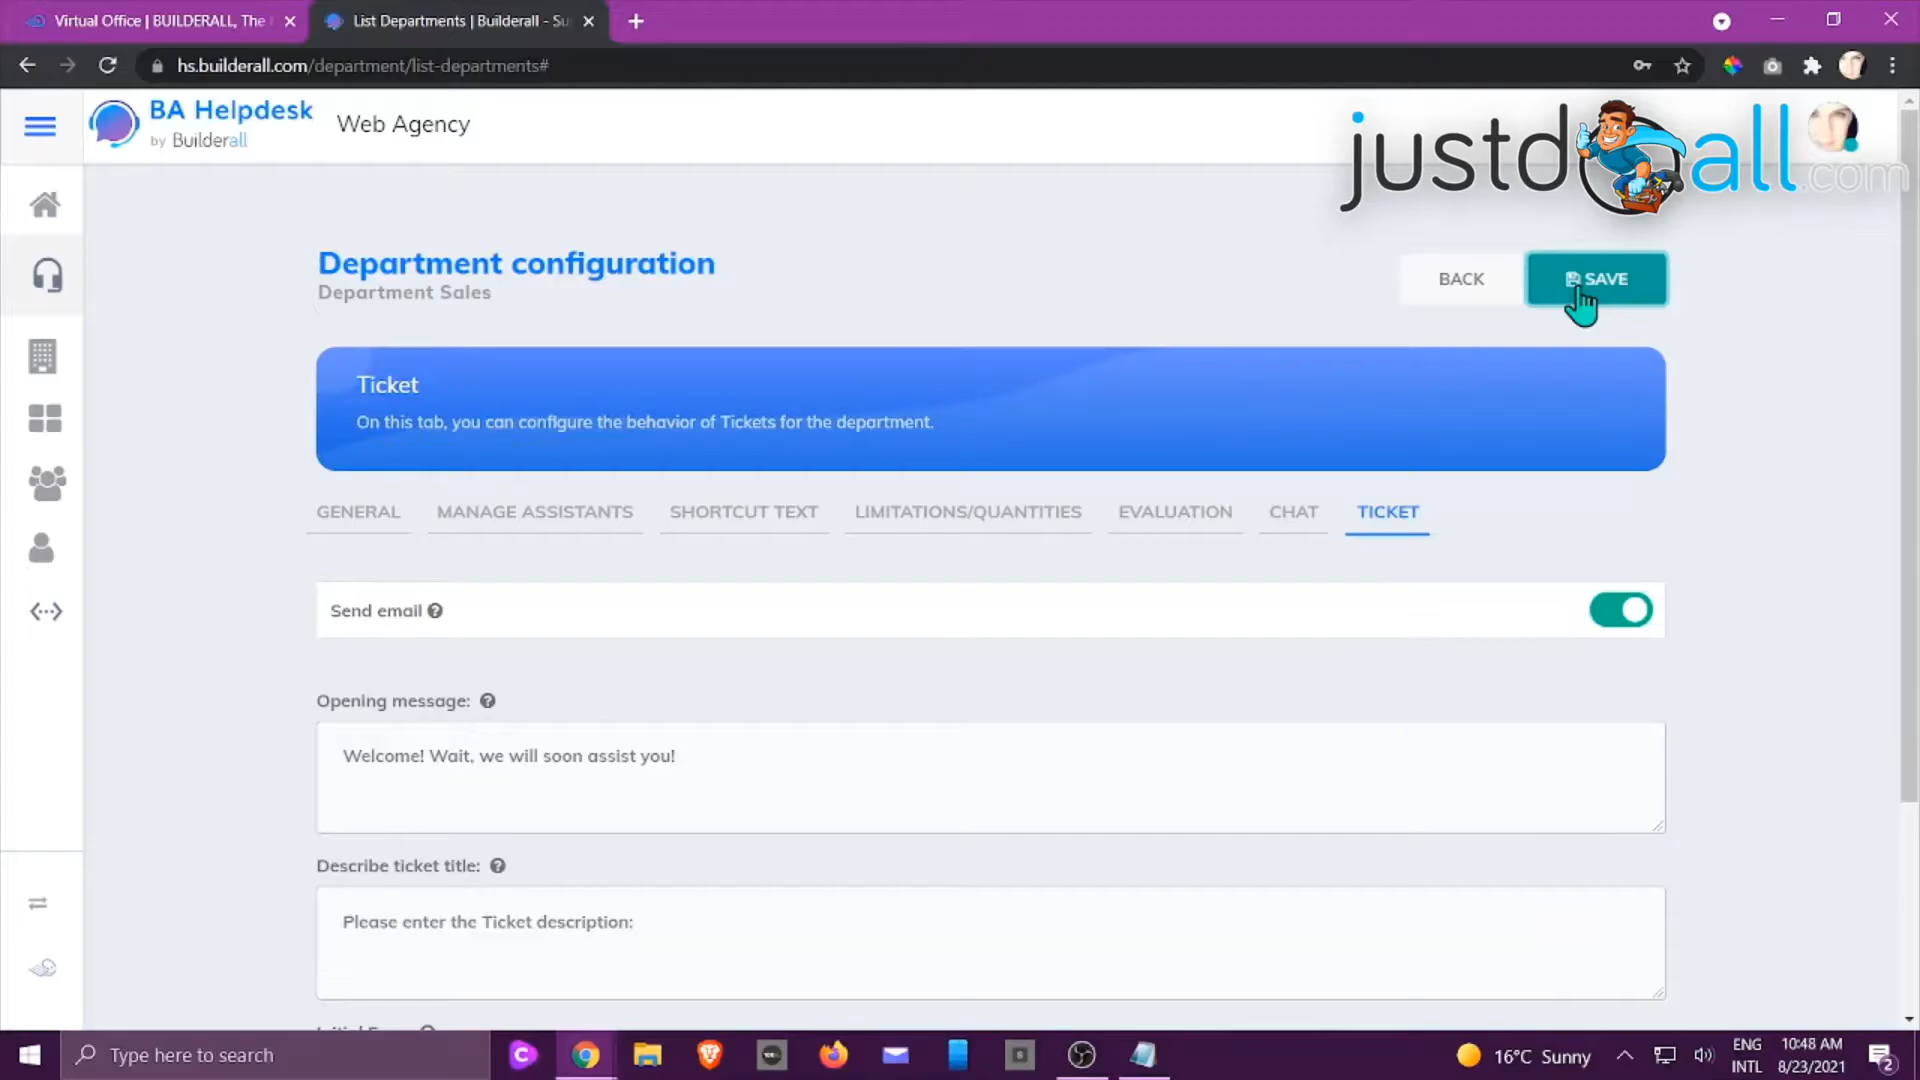 Virtual Office | BUILDERALL, The
List Departments | Builderall - Su
hs.builderall.com/department/list-departments#
BA Helpdesk
by Builderall
Web Agency
justdoall.com
Department configuration
Department Sales
BACK
SAVE
Ticket
On this tab, you can configure the behavior of Tickets for the department.
GENERAL
MANAGE ASSISTANTS
SHORTCUT TEXT
LIMITATIONS/QUANTITIES
EVALUATION
CHAT
TICKET
Send email
Opening message:
Welcome! Wait, we will soon assist you!
Describe ticket title:
Please enter the Ticket description:
Type here to search
16°C Sunny
ENG
INTL
10:48 AM
8/23/2021
2